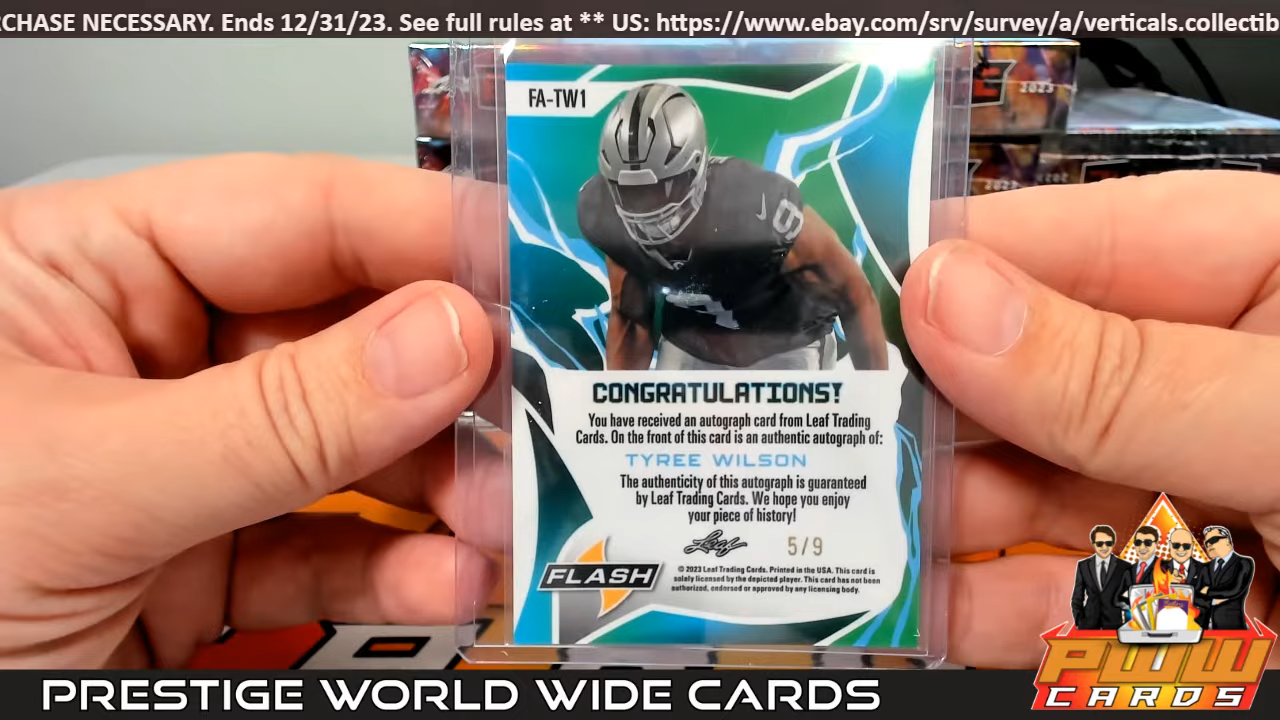 RCHASE NECESSARY. Ends 12/31/23. See full rules at ** US: https://www.ebay.com/srv/survey/a/verticals.collectib
FA-TW1
2023
9
CONGRATULATIONS!
You have received an autograph card from Leaf Trading
Cards. On the front of this card is an authentic autograph of:
TYREE WILSON
The authenticity of this autograph is guaranteed
by Leaf Trading Cards. We hope you enjoy
your piece of history!
Leaf 5/9
FLASH
© 2023 Leaf Trading Cards. Printed in the USA. This card is
solely licensed by the depicted player. This card has not been
authorized, endorsed or approved by any licensing body.
PRESTIGE WORLD WIDE CARDS
PWW
CARDS